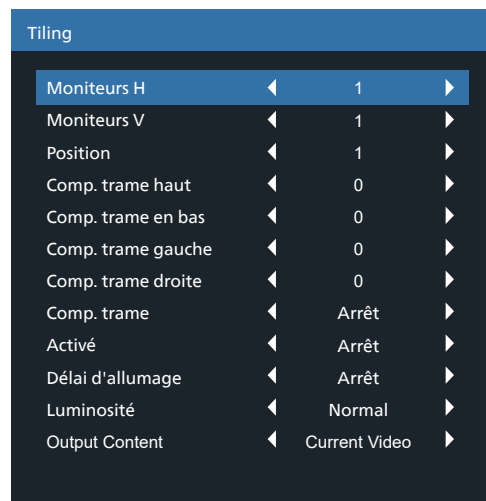 Tiling
Moniteurs H 1
Moniteurs V 1
Position 1
Comp. trame haut 0
Comp. trame en bas 0
Comp. trame gauche 0
Comp. trame droite 0
Comp. trame Arrêt
Activé Arrêt
Délai d'allumage Arrêt
Luminosité Normal
Output Content Current Video